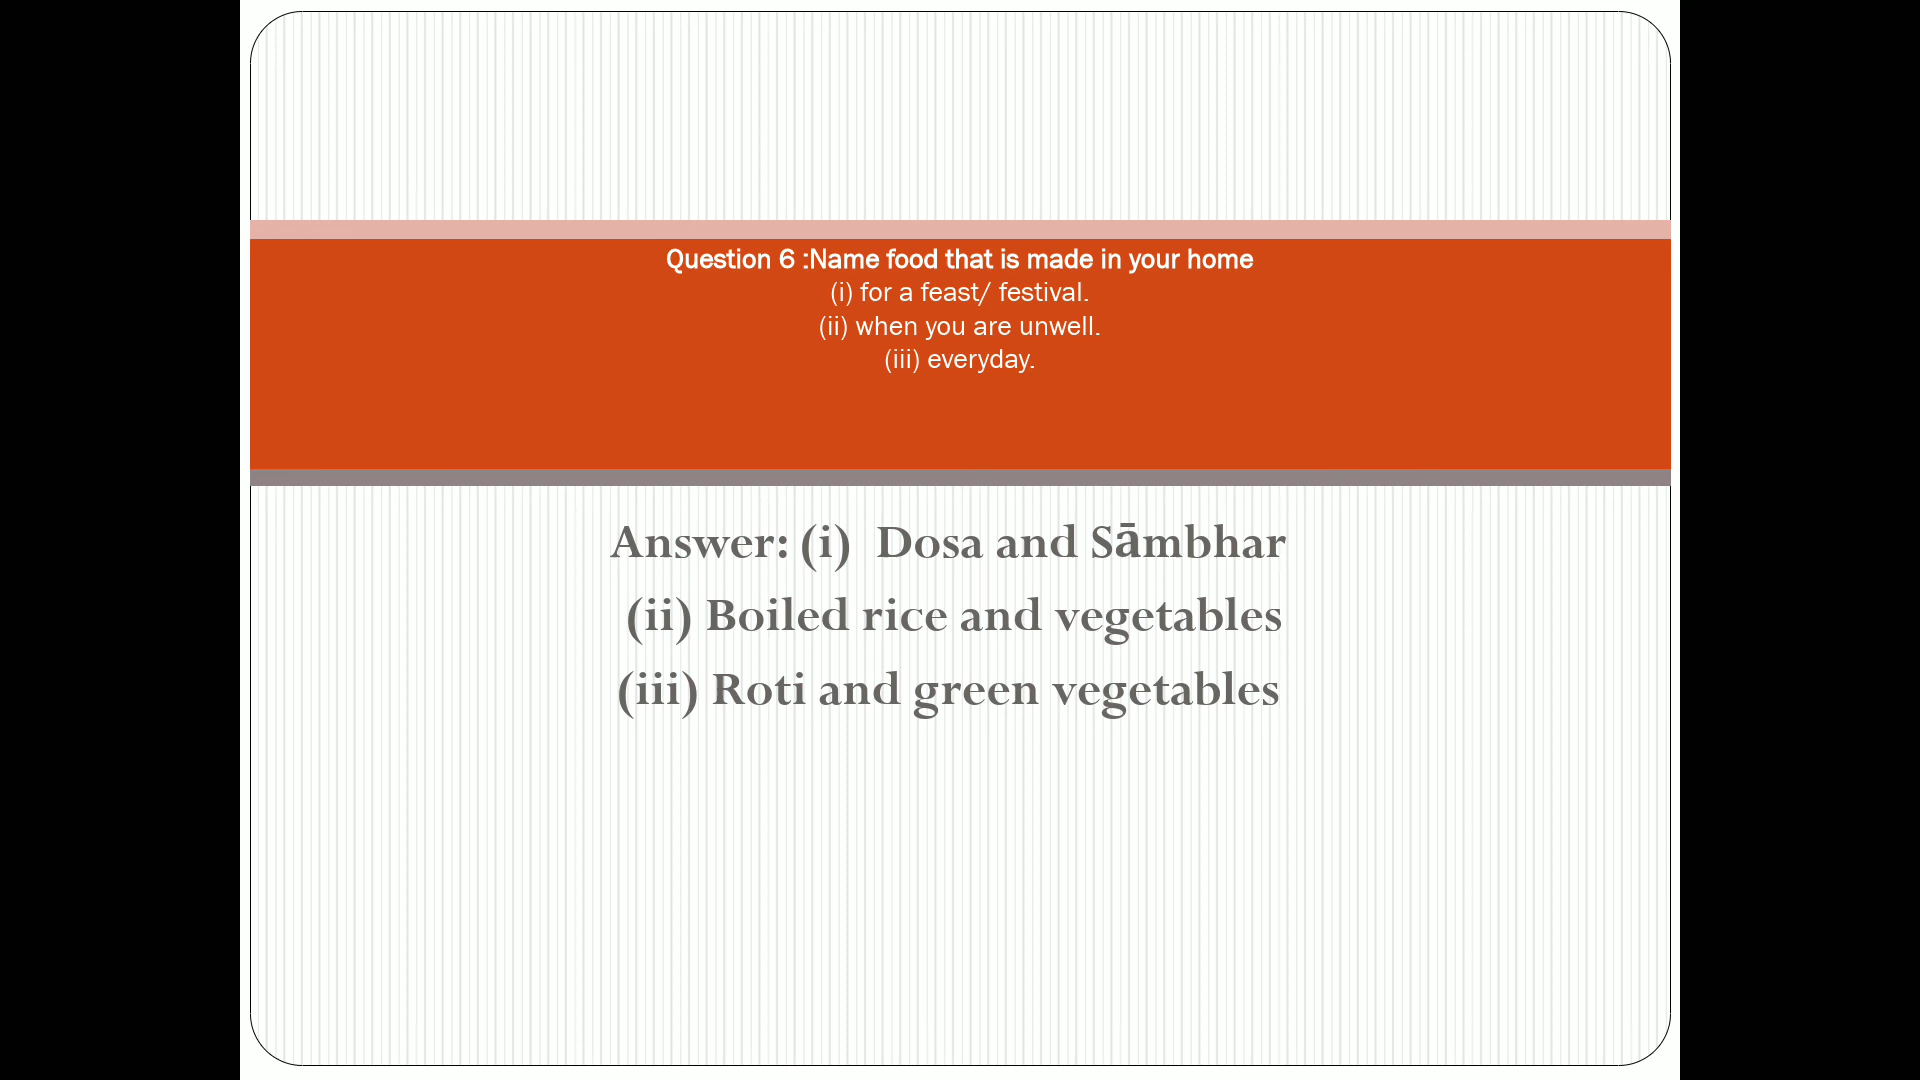 Question 6 :Name food that is made in your home
(i) for a feast/ festival.
(ii) when you are unwell.
(iii) everyday.
Answer: (i)  Dosa and Sāmbhar
(ii) Boiled rice and vegetables
(iii) Roti and green vegetables